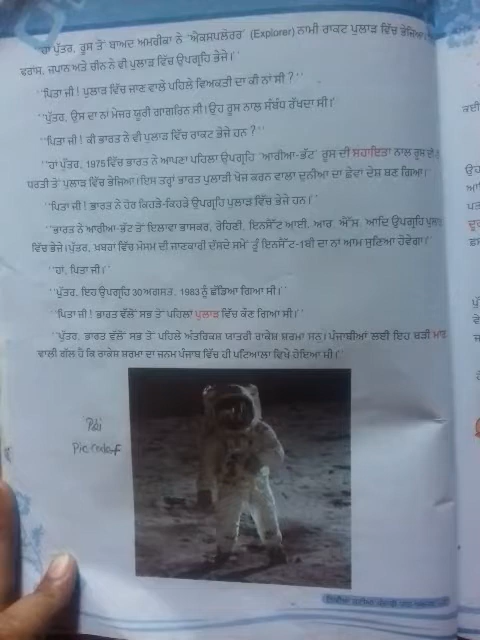 "ਹਾਂ ਪੁੱਤਰ, ਰੂਸ ਤੋਂ ਬਾਅਦ ਅਮਰੀਕਾ ਨੇ 'ਐਕਸਪਲੋਰਰ' (Explorer) ਨਾਮੀ ਰਾਕਟ ਪੁਲਾੜ ਵਿੱਚ ਭੇਜਿਆ।
ਫਰਾਂਸ, ਜਪਾਨ ਅਤੇ ਚੀਨ ਨੇ ਵੀ ਪੁਲਾੜ ਵਿੱਚ ਉਪਗ੍ਰਹਿ ਭੇਜੇ।"
"ਪਿਤਾ ਜੀ ! ਪੁਲਾੜ ਵਿੱਚ ਜਾਣ ਵਾਲੇ ਪਹਿਲੇ ਵਿਅਕਤੀ ਦਾ ਕੀ ਨਾਂ ਸੀ ?"
"ਪੁੱਤਰ, ਉਸ ਦਾ ਨਾਂ ਮੇਜਰ ਯੂਰੀ ਗਾਗਰਿਨ ਸੀ। ਉਹ ਰੂਸ ਨਾਲ ਸੰਬੰਧ ਰੱਖਦਾ ਸੀ।"
"ਪਿਤਾ ਜੀ ! ਕੀ ਭਾਰਤ ਨੇ ਵੀ ਪੁਲਾੜ ਵਿੱਚ ਰਾਕਟ ਭੇਜੇ ਹਨ ?"
"ਹਾਂ ਪੁੱਤਰ, 1975 ਵਿੱਚ ਭਾਰਤ ਨੇ ਆਪਣਾ ਪਹਿਲਾ ਉਪਗ੍ਰਹਿ 'ਆਰੀਆ-ਭੱਟ' ਰੂਸ ਦੀ ਸਹਾਇਤਾ ਨਾਲ ਰੂਸ ਦੀ
ਧਰਤੀ ਤੋਂ ਪੁਲਾੜ ਵਿੱਚ ਭੇਜਿਆ। ਇਸ ਤਰ੍ਹਾਂ ਭਾਰਤ ਪੁਲਾੜੀ ਖੋਜ ਕਰਨ ਵਾਲਾ ਦੁਨੀਆ ਦਾ ਛੇਵਾਂ ਦੇਸ਼ ਬਣ ਗਿਆ।"
"ਪਿਤਾ ਜੀ ! ਭਾਰਤ ਨੇ ਹੋਰ ਕਿਹੜੇ-ਕਿਹੜੇ ਉਪਗ੍ਰਹਿ ਪੁਲਾੜ ਵਿੱਚ ਭੇਜੇ ਹਨ।"
"ਭਾਰਤ ਨੇ ਆਰੀਆ-ਭੱਟ ਤੋਂ ਇਲਾਵਾ ਭਾਸਕਰ, ਰੋਹਿਣੀ, ਇਨਸੈੱਟ ਆਈ. ਆਰ. ਐੱਸ. ਆਦਿ ਉਪਗ੍ਰਹਿ ਪੁਲਾੜ
ਵਿੱਚ ਭੇਜੇ। ਪੁੱਤਰ, ਖ਼ਬਰਾਂ ਵਿੱਚ ਮੌਸਮ ਦੀ ਜਾਣਕਾਰੀ ਦੱਸਦੇ ਸਮੇਂ ਤੂੰ ਇਨਸੈੱਟ-1ਬੀ ਦਾ ਨਾਂ ਆਮ ਸੁਣਿਆ ਹੋਵੇਗਾ।"
"ਹਾਂ, ਪਿਤਾ ਜੀ।"
"ਪੁੱਤਰ, ਇਹ ਉਪਗ੍ਰਹਿ 30 ਅਗਸਤ, 1983 ਨੂੰ ਛੱਡਿਆ ਗਿਆ ਸੀ।"
"ਪਿਤਾ ਜੀ ! ਭਾਰਤ ਵੱਲੋਂ ਸਭ ਤੋਂ ਪਹਿਲਾਂ ਪੁਲਾੜ ਵਿੱਚ ਕੌਣ ਗਿਆ ਸੀ।"
"ਪੁੱਤਰ, ਭਾਰਤ ਵੱਲੋਂ ਸਭ ਤੋਂ ਪਹਿਲੇ ਅੰਤਰਿਕਸ਼ ਯਾਤਰੀ ਰਾਕੇਸ਼ ਸ਼ਰਮਾ ਸਨ। ਪੰਜਾਬੀਆਂ ਲਈ ਇਹ ਬੜੀ ਮਾਣ
ਵਾਲੀ ਗੱਲ ਹੈ ਕਿ ਰਾਕੇਸ਼ ਸ਼ਰਮਾ ਦਾ ਜਨਮ ਪੰਜਾਬ ਵਿੱਚ ਹੀ ਪਟਿਆਲਾ ਵਿਖੇ ਹੋਇਆ ਸੀ।"